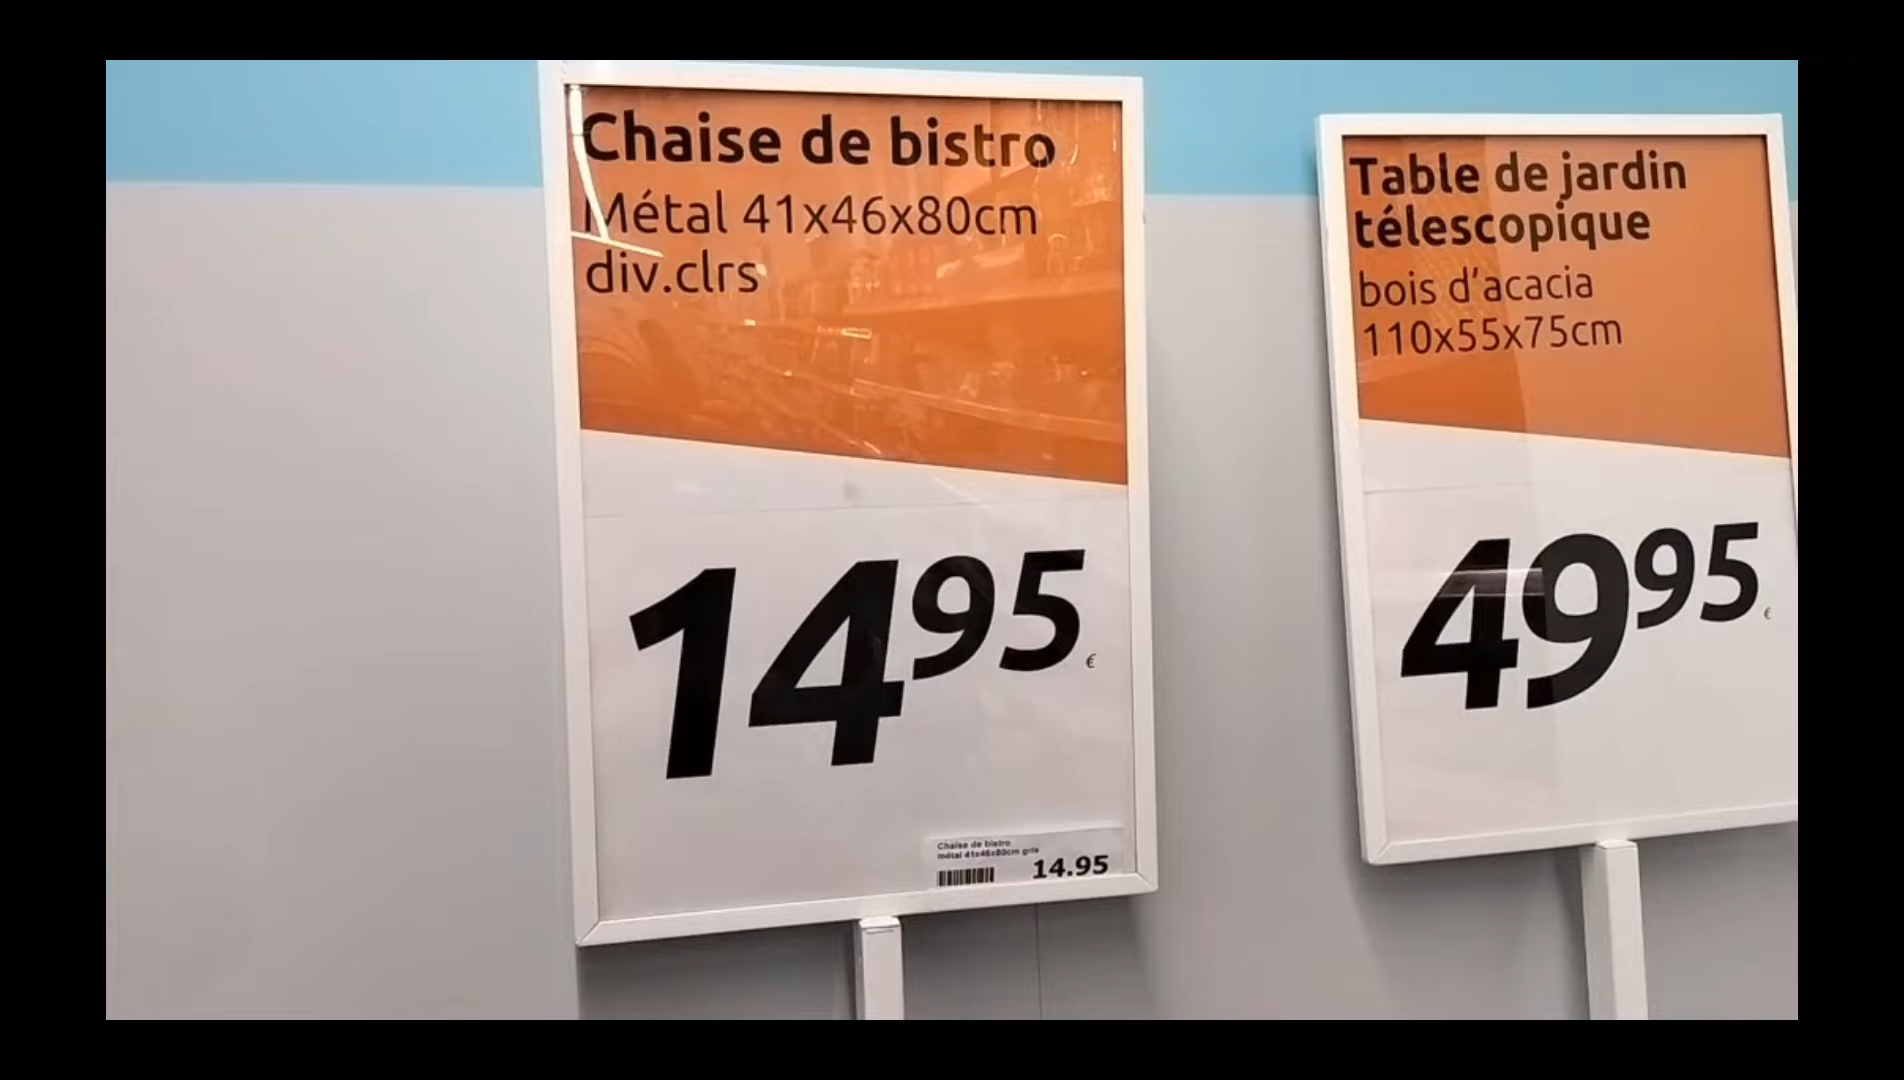 Chaise de bistro
Métal 41x46x80cm
div.clrs
1495
€
Chaise de bistro
métal 41x46x80cm gris
14.95
Table de jardin
télescopique
bois d'acacia
110x55x75cm
4995
€